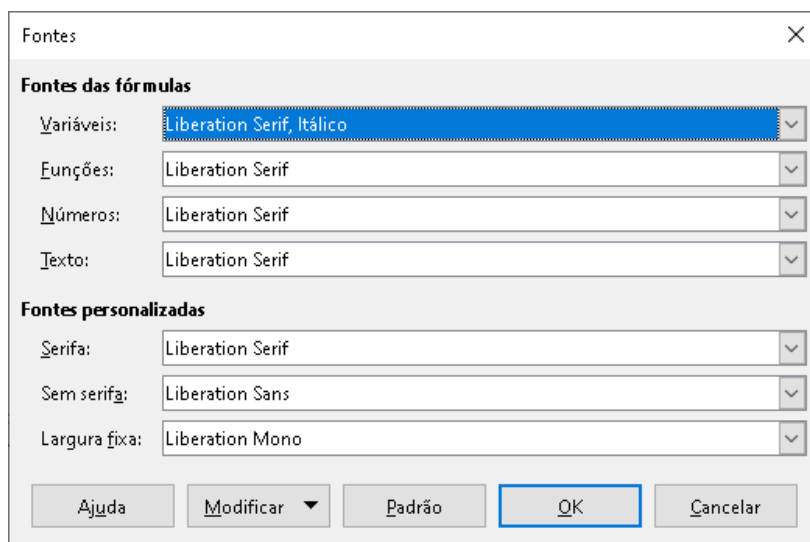 Fontes
Fontes das fórmulas
Variáveis: Liberation Serif, Itálico
Funções: Liberation Serif
Números: Liberation Serif
Texto: Liberation Serif
Fontes personalizadas
Serifa: Liberation Serif
Sem serifa: Liberation Sans
Largura fixa: Liberation Mono
Ajuda Modificar Padrão OK Cancelar